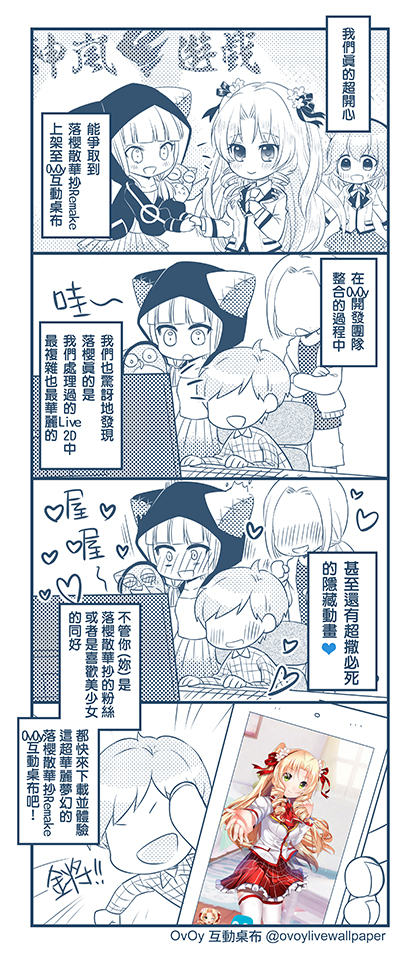 神嵐遊戲
我們真的超開心
能爭取到
落櫻散華抄Remake
上架至OvOy互動桌布
在OvOy開發團隊
整合的過程中
哇～
我們也驚訝地發現
落櫻真的是
我們處理過的Live
2D中
最複雜也最華麗的
喔
喔～
甚至還有超撒必死
的隱藏動畫💙
不管你(妳)是
落櫻散華抄的粉絲
或者是喜歡美少女
的同好
都快來下載並體驗
這超華麗夢幻的
落櫻散華抄Remake
OvOy互動桌布吧！
鏘!!
OvOy 互動桌布 @ovoylivewallpaper